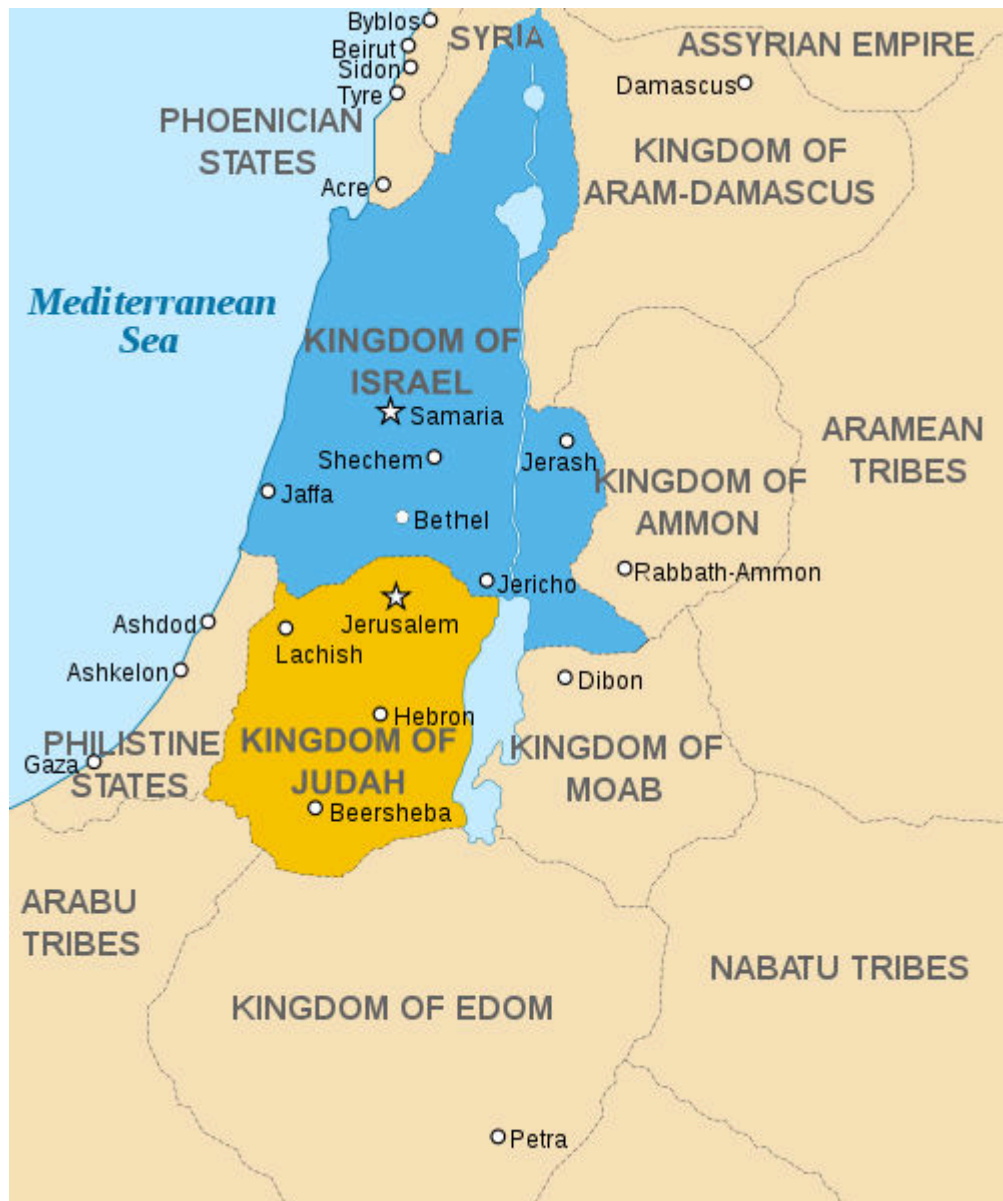 Byblos
SYRIA
ASSYRIAN EMPIRE
Beirut
Sidon
Damascus
Tyre
PHOENICIAN
STATES
KINGDOM OF
ARAM-DAMASCUS
Acre
Mediterranean
Sea
KINGDOM OF
ISRAEL
Samaria
ARAMEAN
TRIBES
Shechem
Jerash
KINGDOM OF
AMMON
Jaffa
Bethel
Rabbath-Ammon
Jericho
Ashdod
Jerusalem
Lachish
Ashkelon
Dibon
Hebron
PHILISTINE
STATES
Gaza
KINGDOM OF
JUDAH
KINGDOM OF
MOAB
Beersheba
ARABU
TRIBES
NABATU TRIBES
KINGDOM OF EDOM
Petra